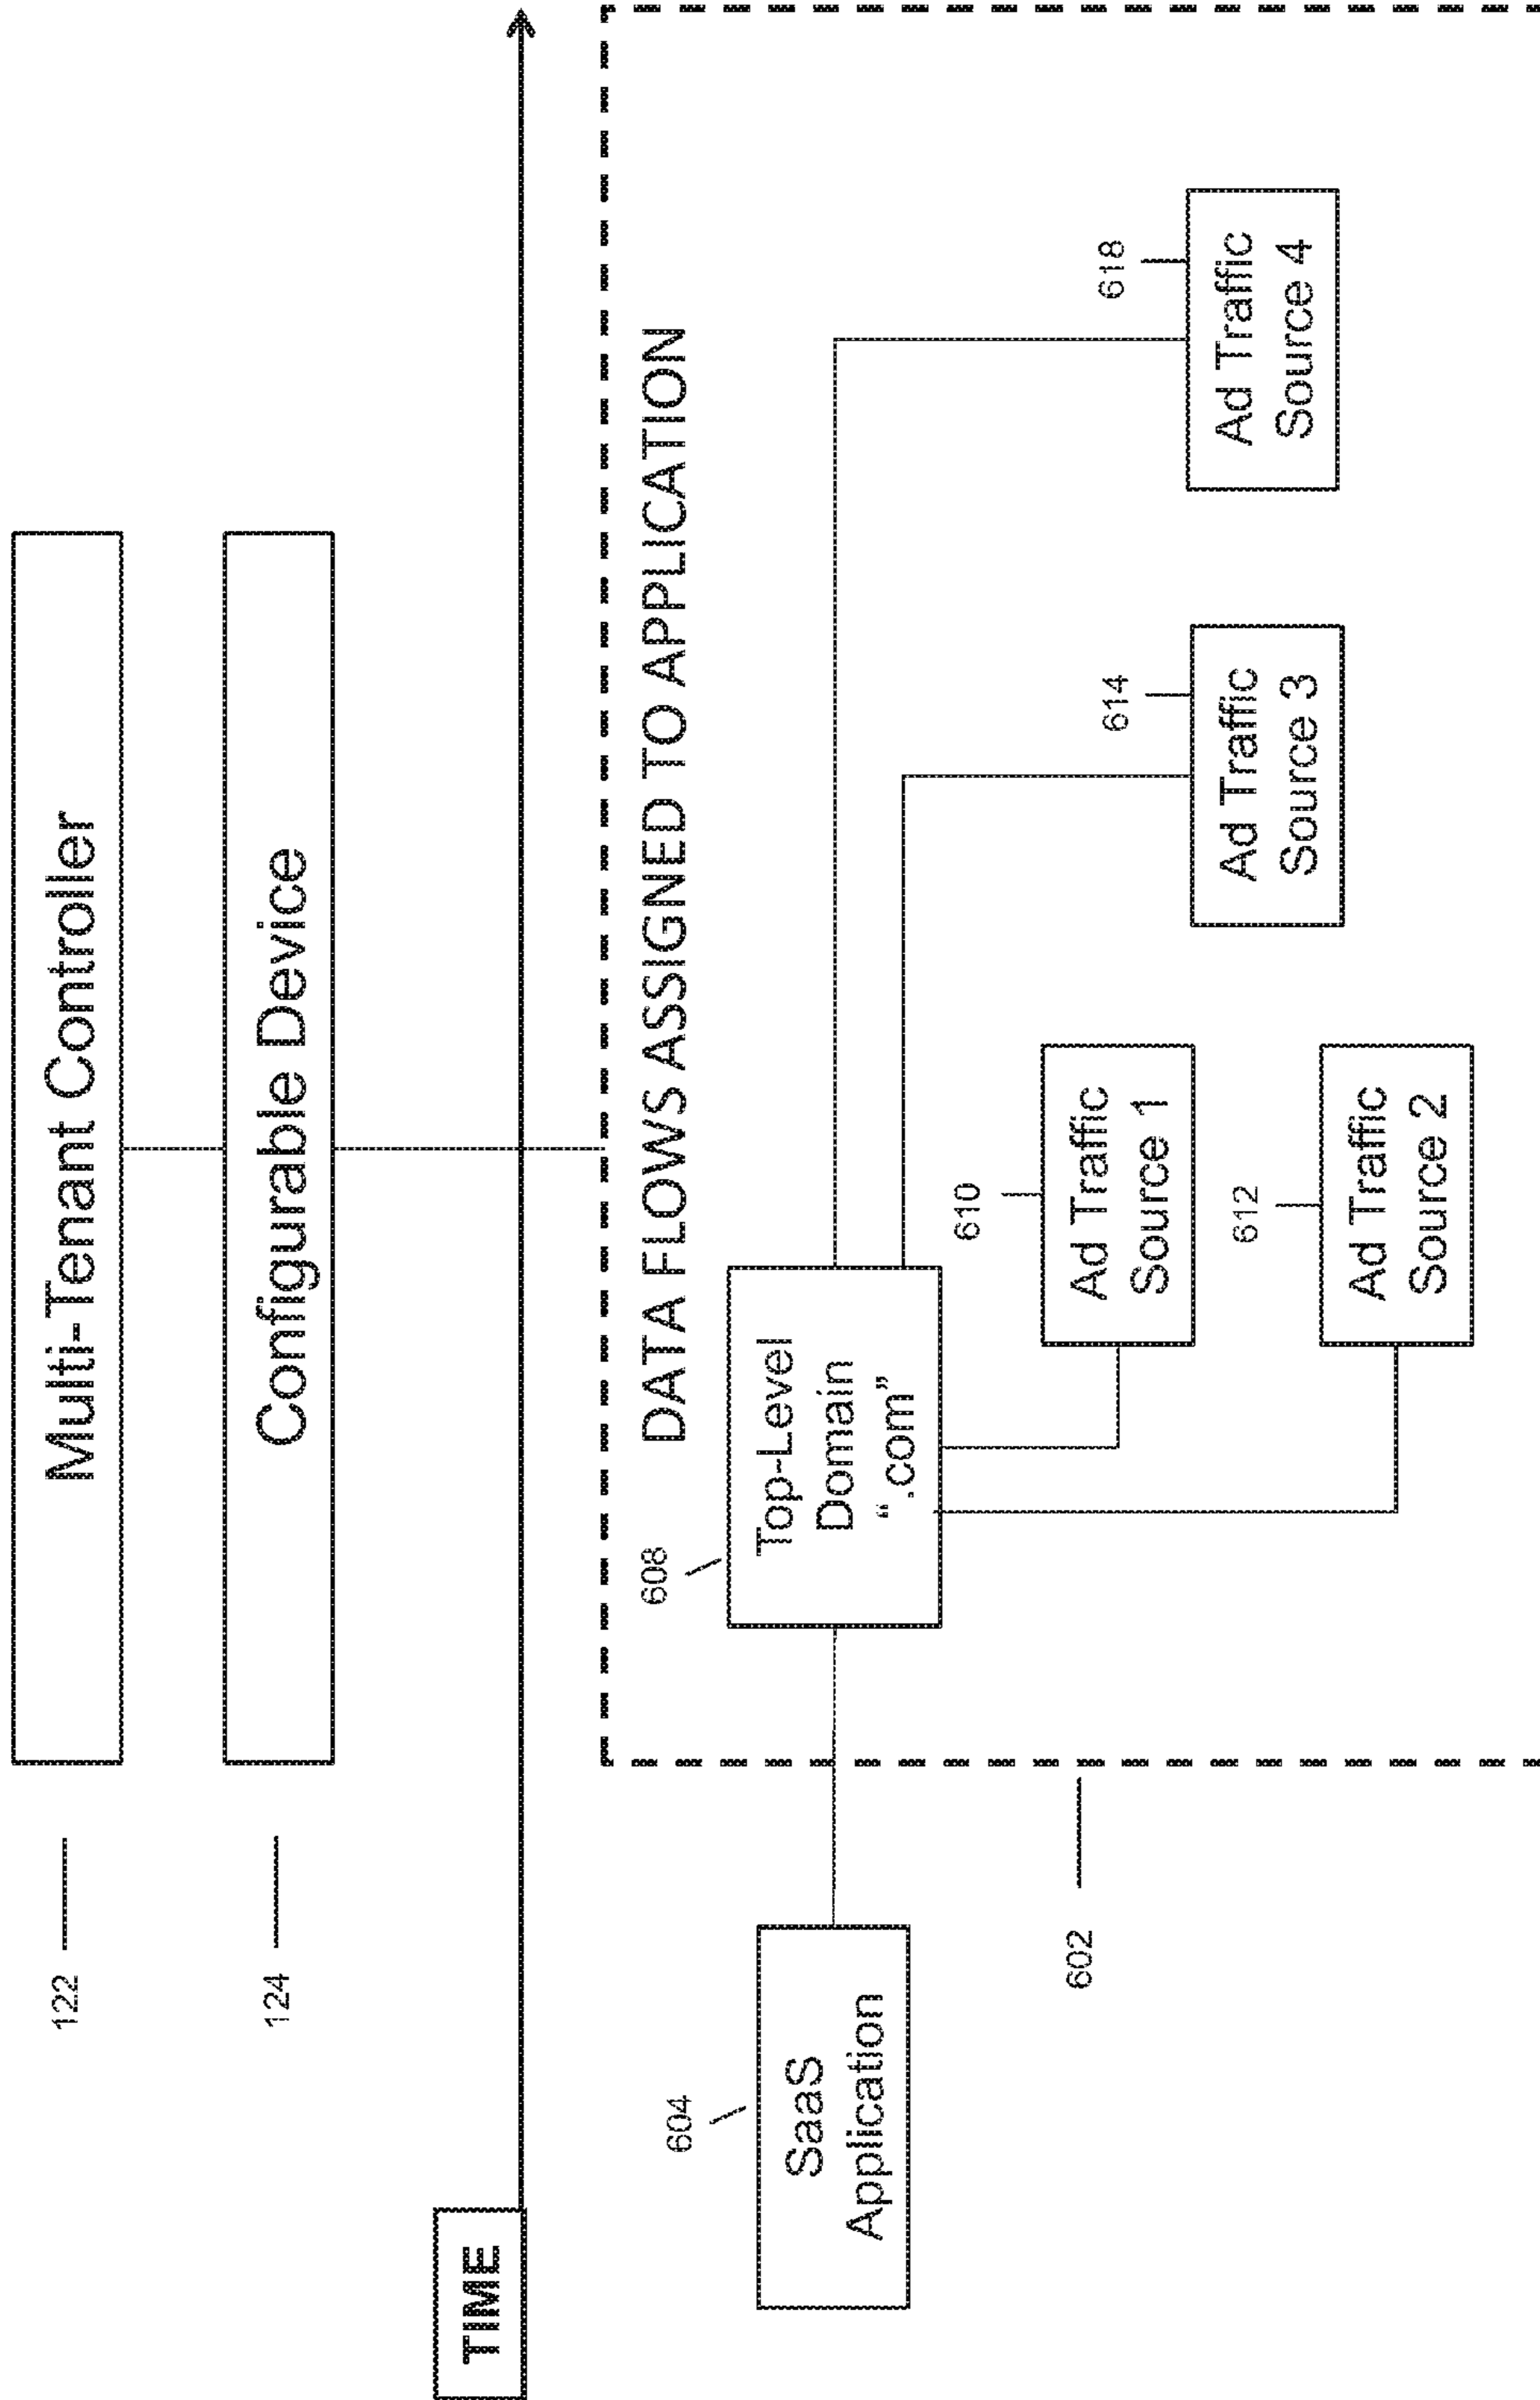 122
Multi-Tenant Controller
124
Configurable Device
TIME
DATA FLOWS ASSIGNED TO APPLICATION
604
SaaS
Application
608
Top-Level
Domain
“.com”
602
610
Ad Traffic
Source 1
612
Ad Traffic
Source 2
614
Ad Traffic
Source 3
618
Ad Traffic
Source 4